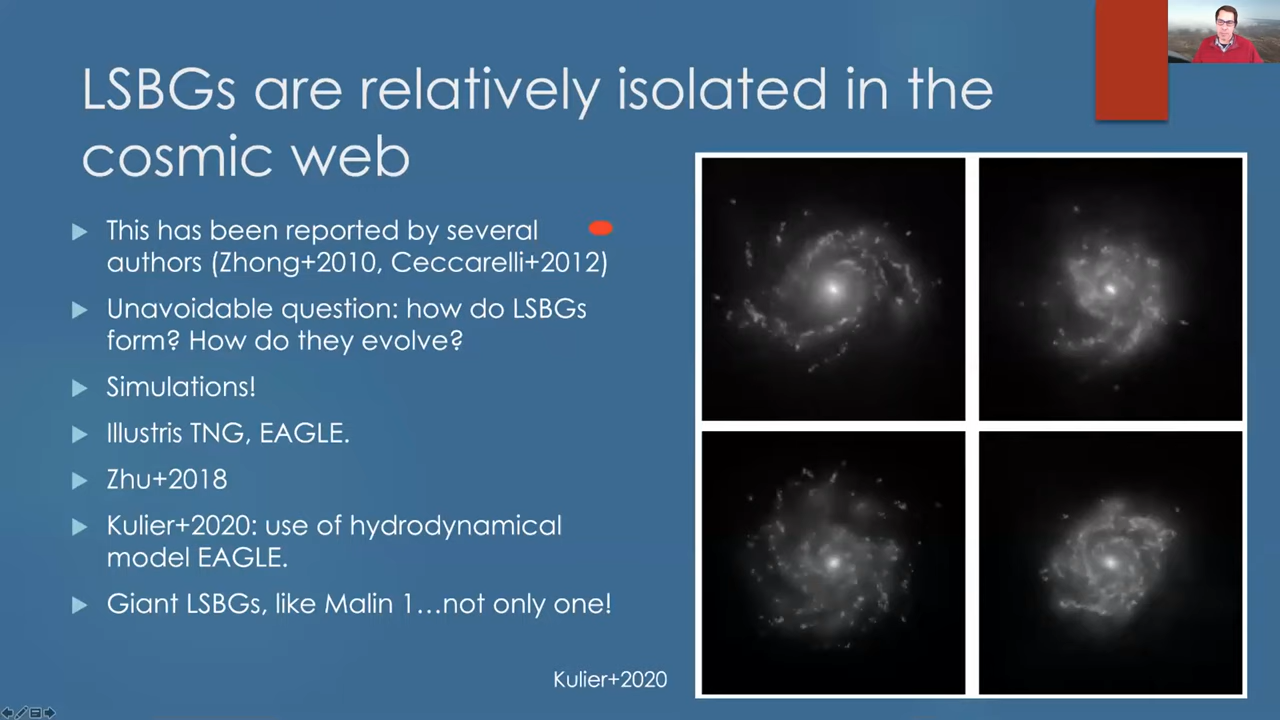 LSBGs are relatively isolated in the
cosmic web
This has been reported by several
authors (Zhong+2010, Ceccarelli+2012)
Unavoidable question: how do LSBGs
form? How do they evolve?
Simulations!
Illustris TNG, EAGLE.
Zhu+2018
Kulier+2020: use of hydrodynamical
model EAGLE.
Giant LSBGs, like Malin 1...not only one!
Kulier+2020